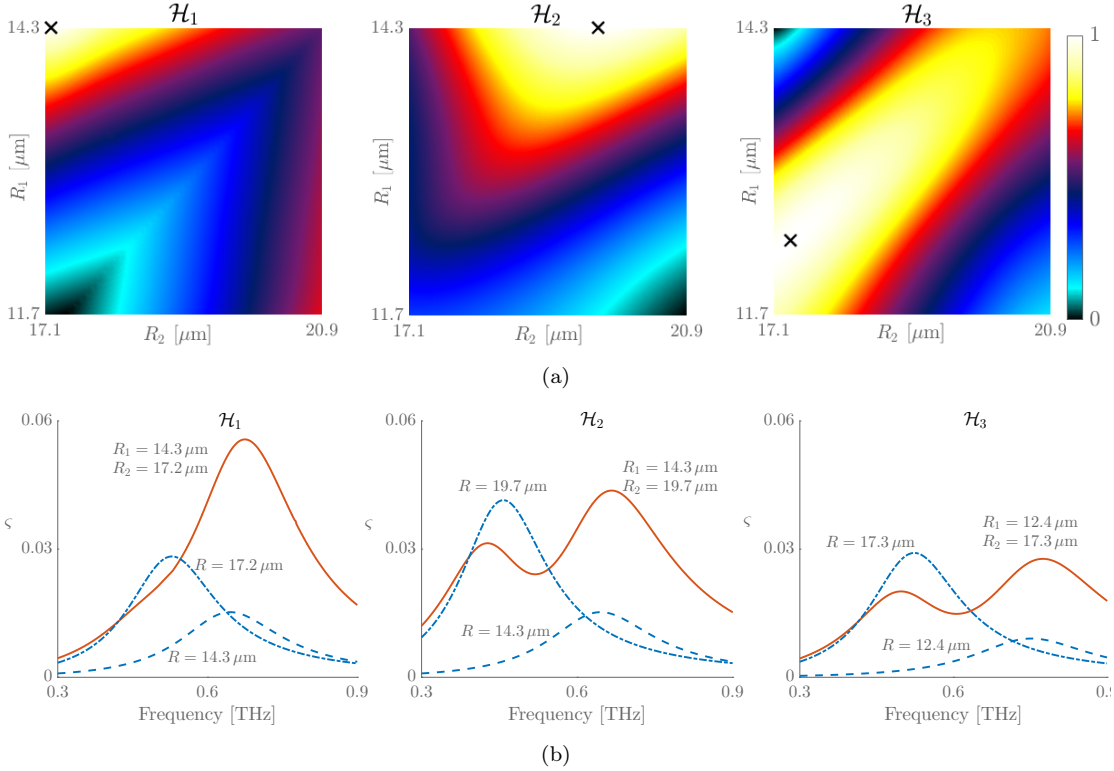 ℋ₁
ℋ₂
ℋ₃
14.3
R₁ [μm]
11.7
17.1
R₂ [μm]
20.9
14.3
R₁ [μm]
11.7
17.1
R₂ [μm]
20.9
14.3
R₁ [μm]
11.7
17.1
R₂ [μm]
20.9
1
0
(a)
ℋ₁
0.06
0.03
0
ς
R₁ = 14.3 μm
R₂ = 17.2 μm
R = 17.2 μm
R = 14.3 μm
0.3
0.6
0.9
Frequency [THz]
ℋ₂
0.06
0.03
0
ς
R = 19.7 μm
R₁ = 14.3 μm
R₂ = 19.7 μm
R = 14.3 μm
0.3
0.6
0.9
Frequency [THz]
ℋ₃
0.06
0.03
0
ς
R = 17.3 μm
R₁ = 12.4 μm
R₂ = 17.3 μm
R = 12.4 μm
0.3
0.6
0.9
Frequency [THz]
(b)